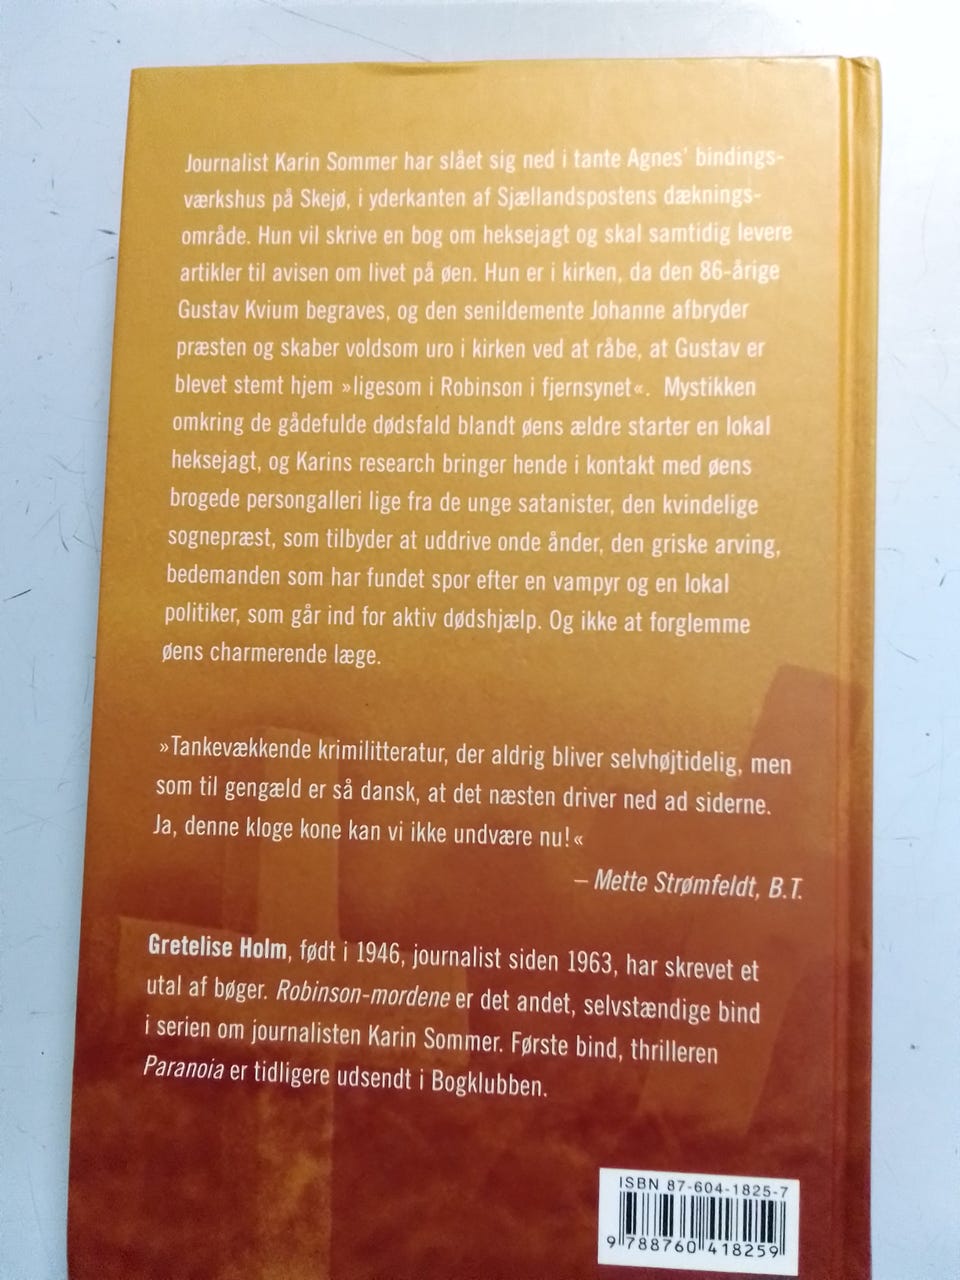 Journalist Karin Sommer har slået sig ned i tante Agnes' bindings-
værkshus på Skejø, i yderkanten af Sjællandspostens dæknings-
område. Hun vil skrive en bog om heksejagt og skal samtidig levere
artikler til avisen om livet på øen. Hun er i kirken, da den 86-årige
Gustav Kvium begraves, og den senildemente Johanne afbryder
præsten og skaber voldsom uro i kirken ved at råbe, at Gustav er
blevet stemt hjem »ligesom i Robinson i fjernsynet«. Mystikken
omkring de gådefulde dødsfald blandt øens ældre starter en lokal
heksejagt, og Karins research bringer hende i kontakt med øens
brogede persongalleri lige fra de unge satanister, den kvindelige
sognepræst, som tilbyder at uddrive onde ånder, den griske arving,
bedemanden som har fundet spor efter en vampyr og en lokal
politiker, som går ind for aktiv dødshjælp. Og ikke at forglemme
øens charmerende læge.
»Tankevækkende krimilitteratur, der aldrig bliver selvhøjtidelig, men
som til gengæld er så dansk, at det næsten driver ned ad siderne.
Ja, denne kloge kone kan vi ikke undvære nu!«
– Mette Strømfeldt, B.T.
Gretelise Holm, født i 1946, journalist siden 1963, har skrevet et
utal af bøger. Robinson-mordene er det andet, selvstændige bind
i serien om journalisten Karin Sommer. Første bind, thrilleren
Paranoia er tidligere udsendt i Bogklubben.
ISBN 87-604-1825-7
9 788760 418259